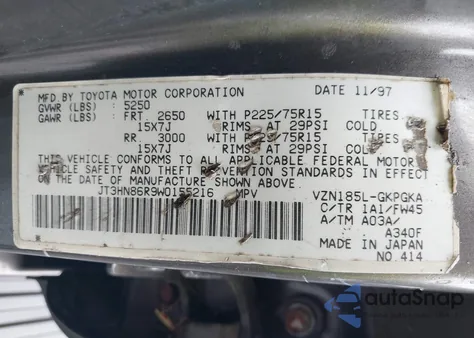 MFD BY TOYOTA MOTOR CORPORATION DATE 11/97
GVWR (LBS) : 5250
GAWR (LBS) : FRT 2650 WITH P225/75R15 TIRES
15X7J RIMS, AT 29PSI COLD
RR 3000 WITH /75R15 TIRES
15X7J RIMS, AT 29PSI COLD
THIS VEHICLE CONFORMS TO ALL APPLICABLE FEDERAL MOTOR
VEHICLE SAFETY AND THEFT PREVENTION STANDARDS IN EFFECT
ON THE DATE OF MANUFACTURE SHOWN ABOVE.
JT3HN86R9W0155216 MPV VZN185L-GKPGKA
C/TR 1A1/FW45
A/TM A03A/
A340F
MADE IN JAPAN
NO. 414
autoSnap